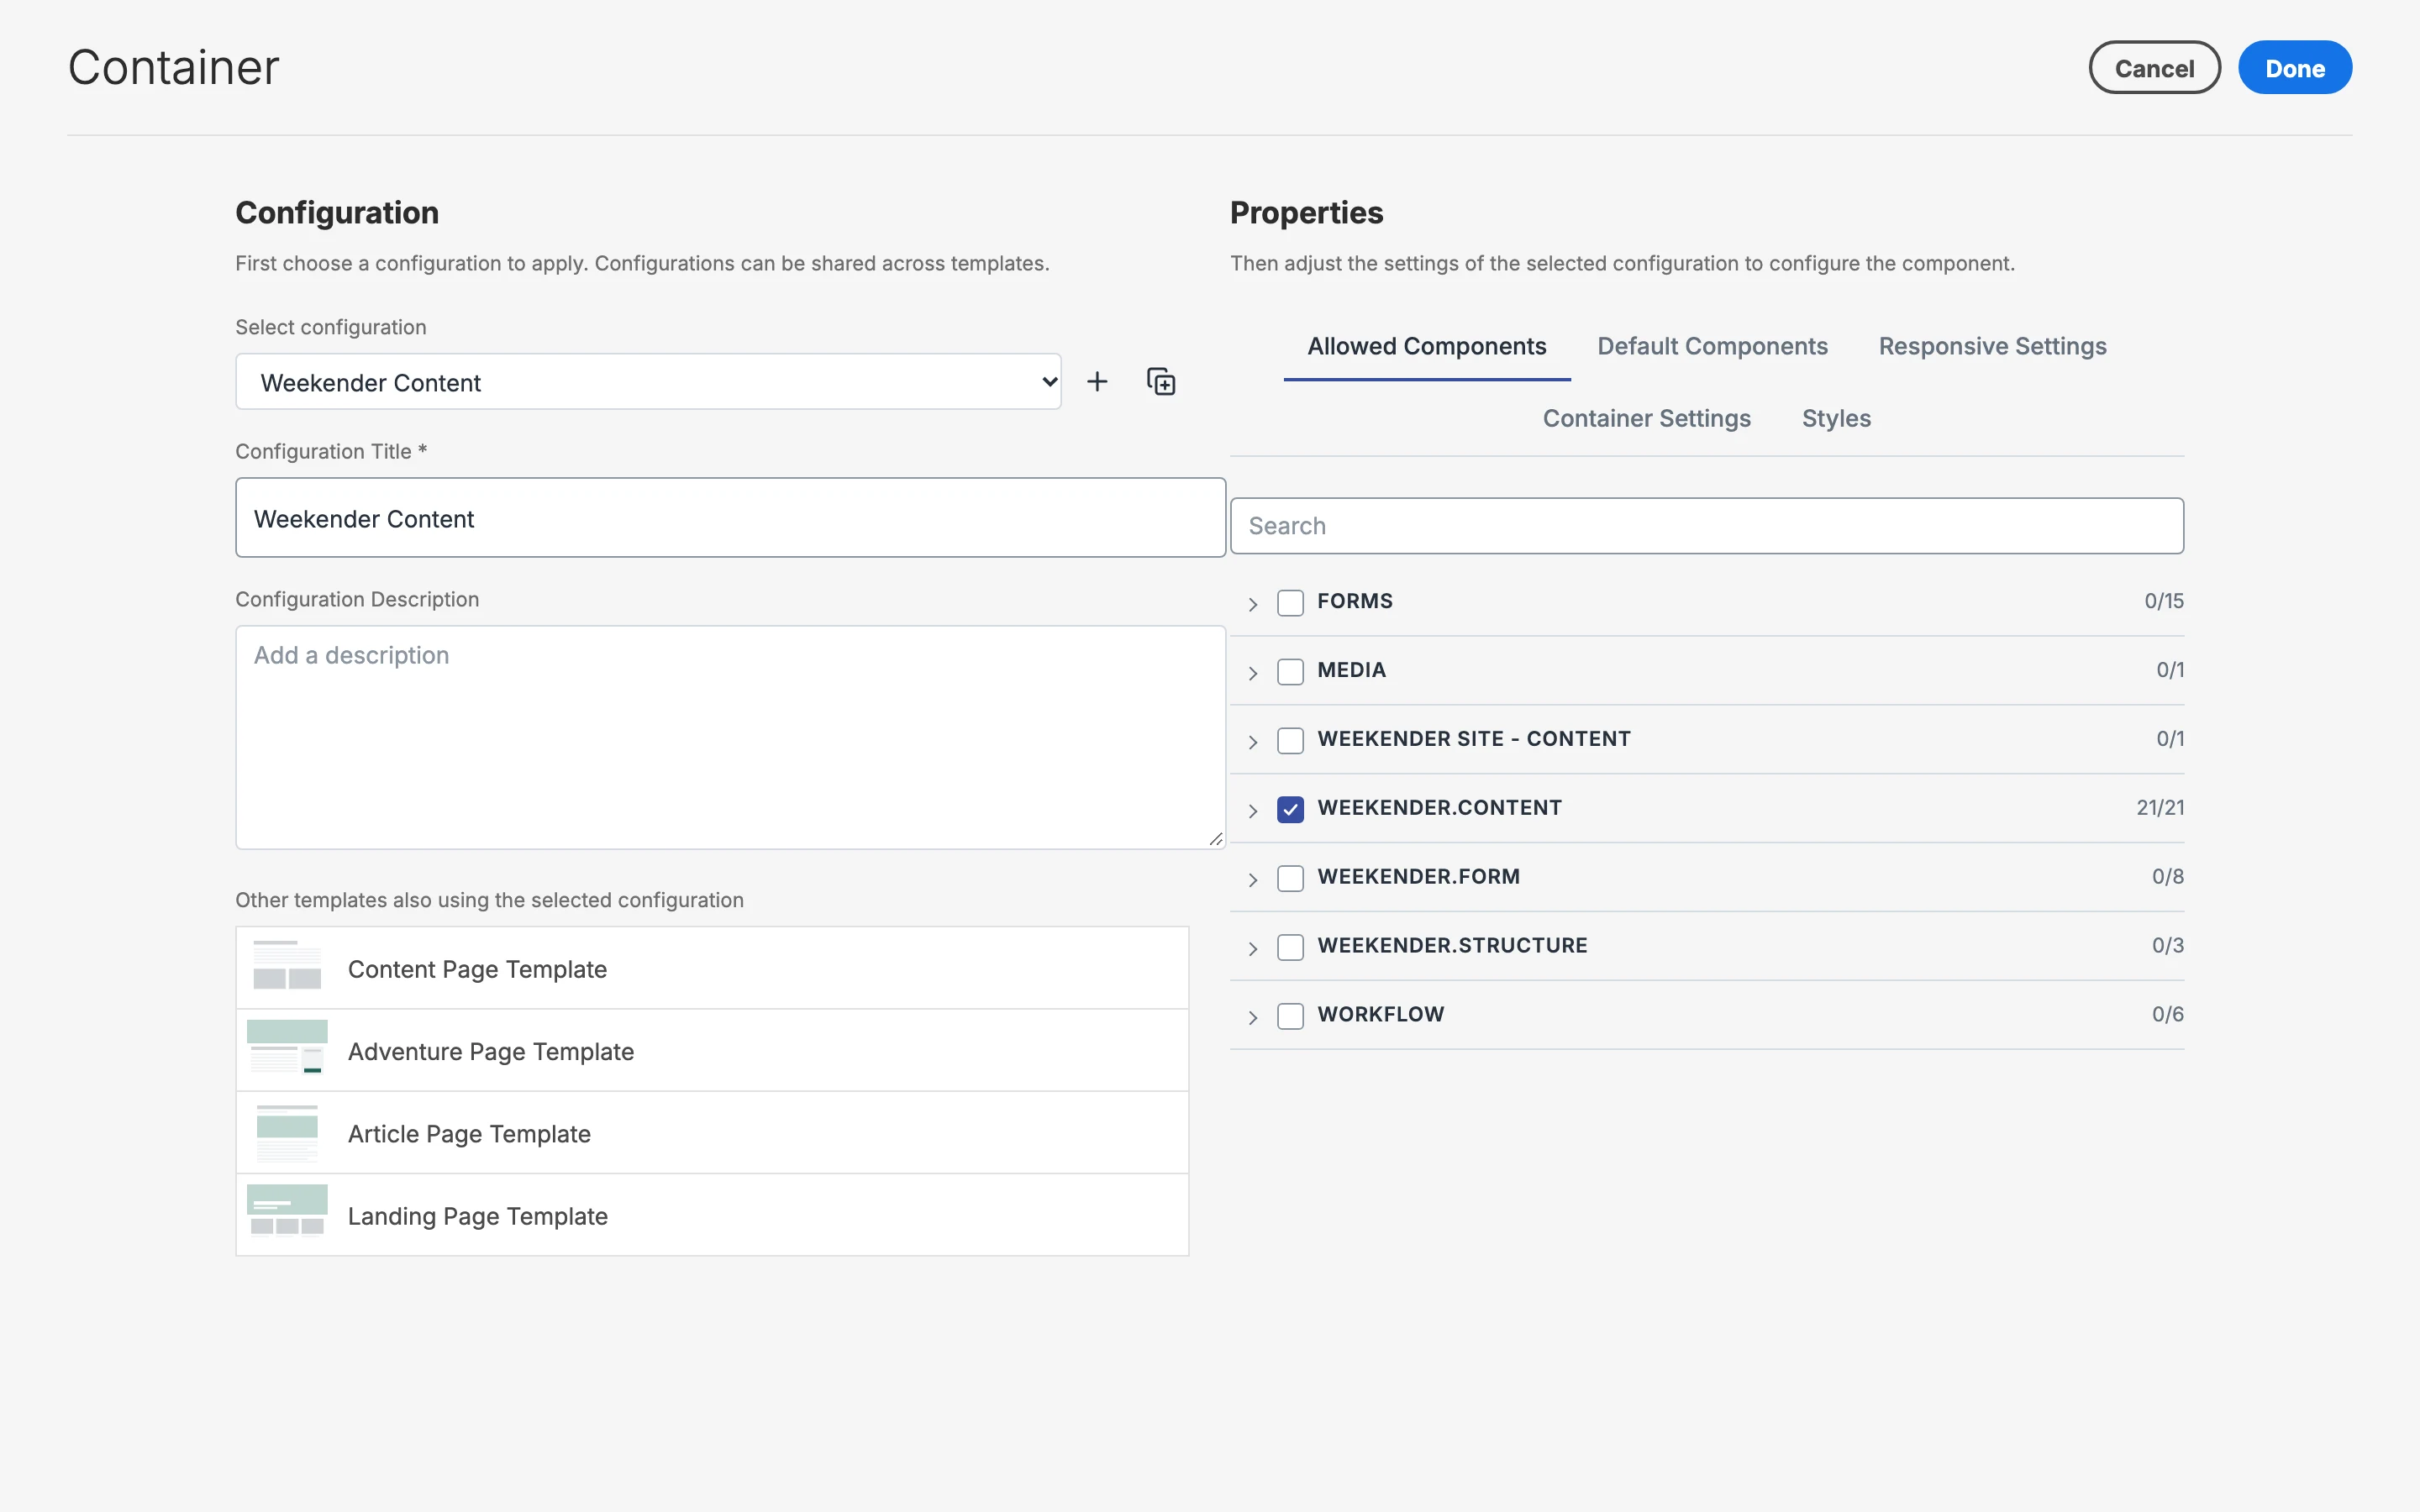 Container
Cancel
Done
Configuration
First choose a configuration to apply. Configurations can be shared across templates.
Select configuration
Weekender Content
Configuration Title *
Weekender Content
Configuration Description
Add a description
Other templates also using the selected configuration
Content Page Template
Adventure Page Template
Article Page Template
Landing Page Template
Properties
Then adjust the settings of the selected configuration to configure the component.
Allowed Components
Default Components
Responsive Settings
Container Settings
Styles
Search
FORMS 0/15
MEDIA 0/1
WEEKENDER SITE - CONTENT 0/1
WEEKENDER.CONTENT 21/21
WEEKENDER.FORM 0/8
WEEKENDER.STRUCTURE 0/3
WORKFLOW 0/6